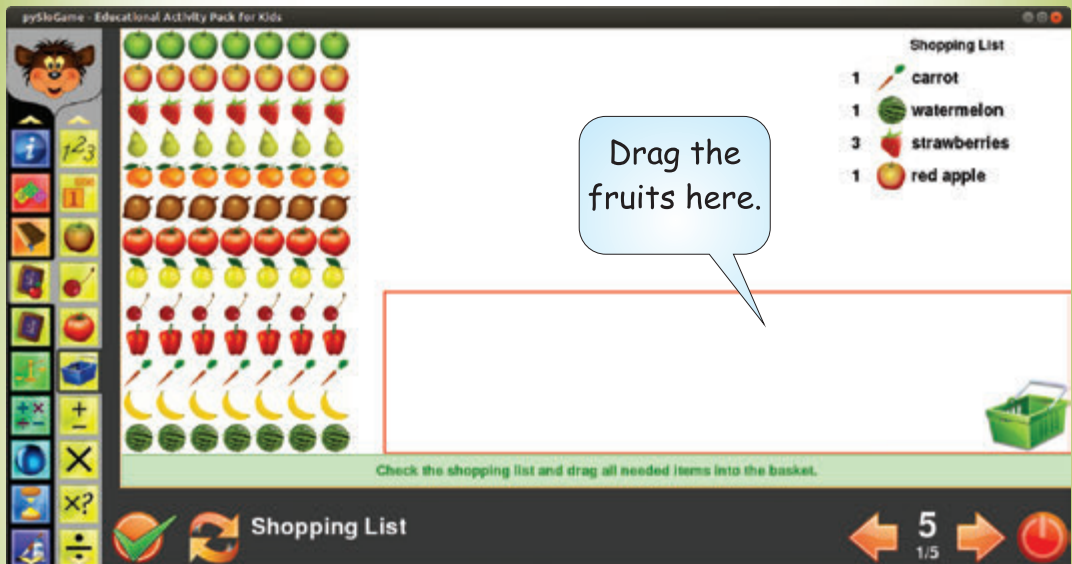 pySioGame - Educational Activity Pack for Kids
Shopping List
1 carrot
1 watermelon
3 strawberries
1 red apple
Drag the
fruits here.
123
1
+
−
×
×?
÷
Check the shopping list and drag all needed items into the basket.
Shopping List
5
1/5